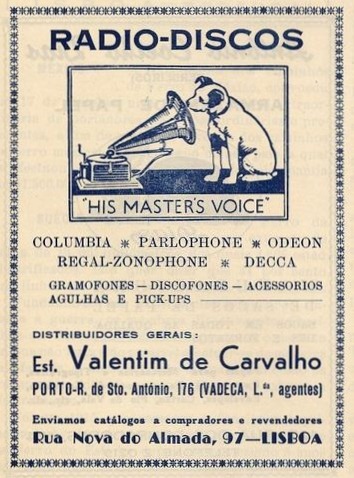 RADIO-DISCOS
"HIS MASTER'S VOICE"
COLUMBIA ✳ PARLOPHONE ✳ ODEON
REGAL-ZONOPHONE ✳ DECCA
GRAMOFONES — DISCOFONES — ACESSORIOS
AGULHAS E PICK-UPS
DISTRIBUIDORES GERAIS:
Est. Valentim de Carvalho
PORTO-R. de Sto. António, 176 (VADECA, L.da, agentes)
Enviamos catálogos a compradores e revendedores
Rua Nova do Almada, 97—LISBOA